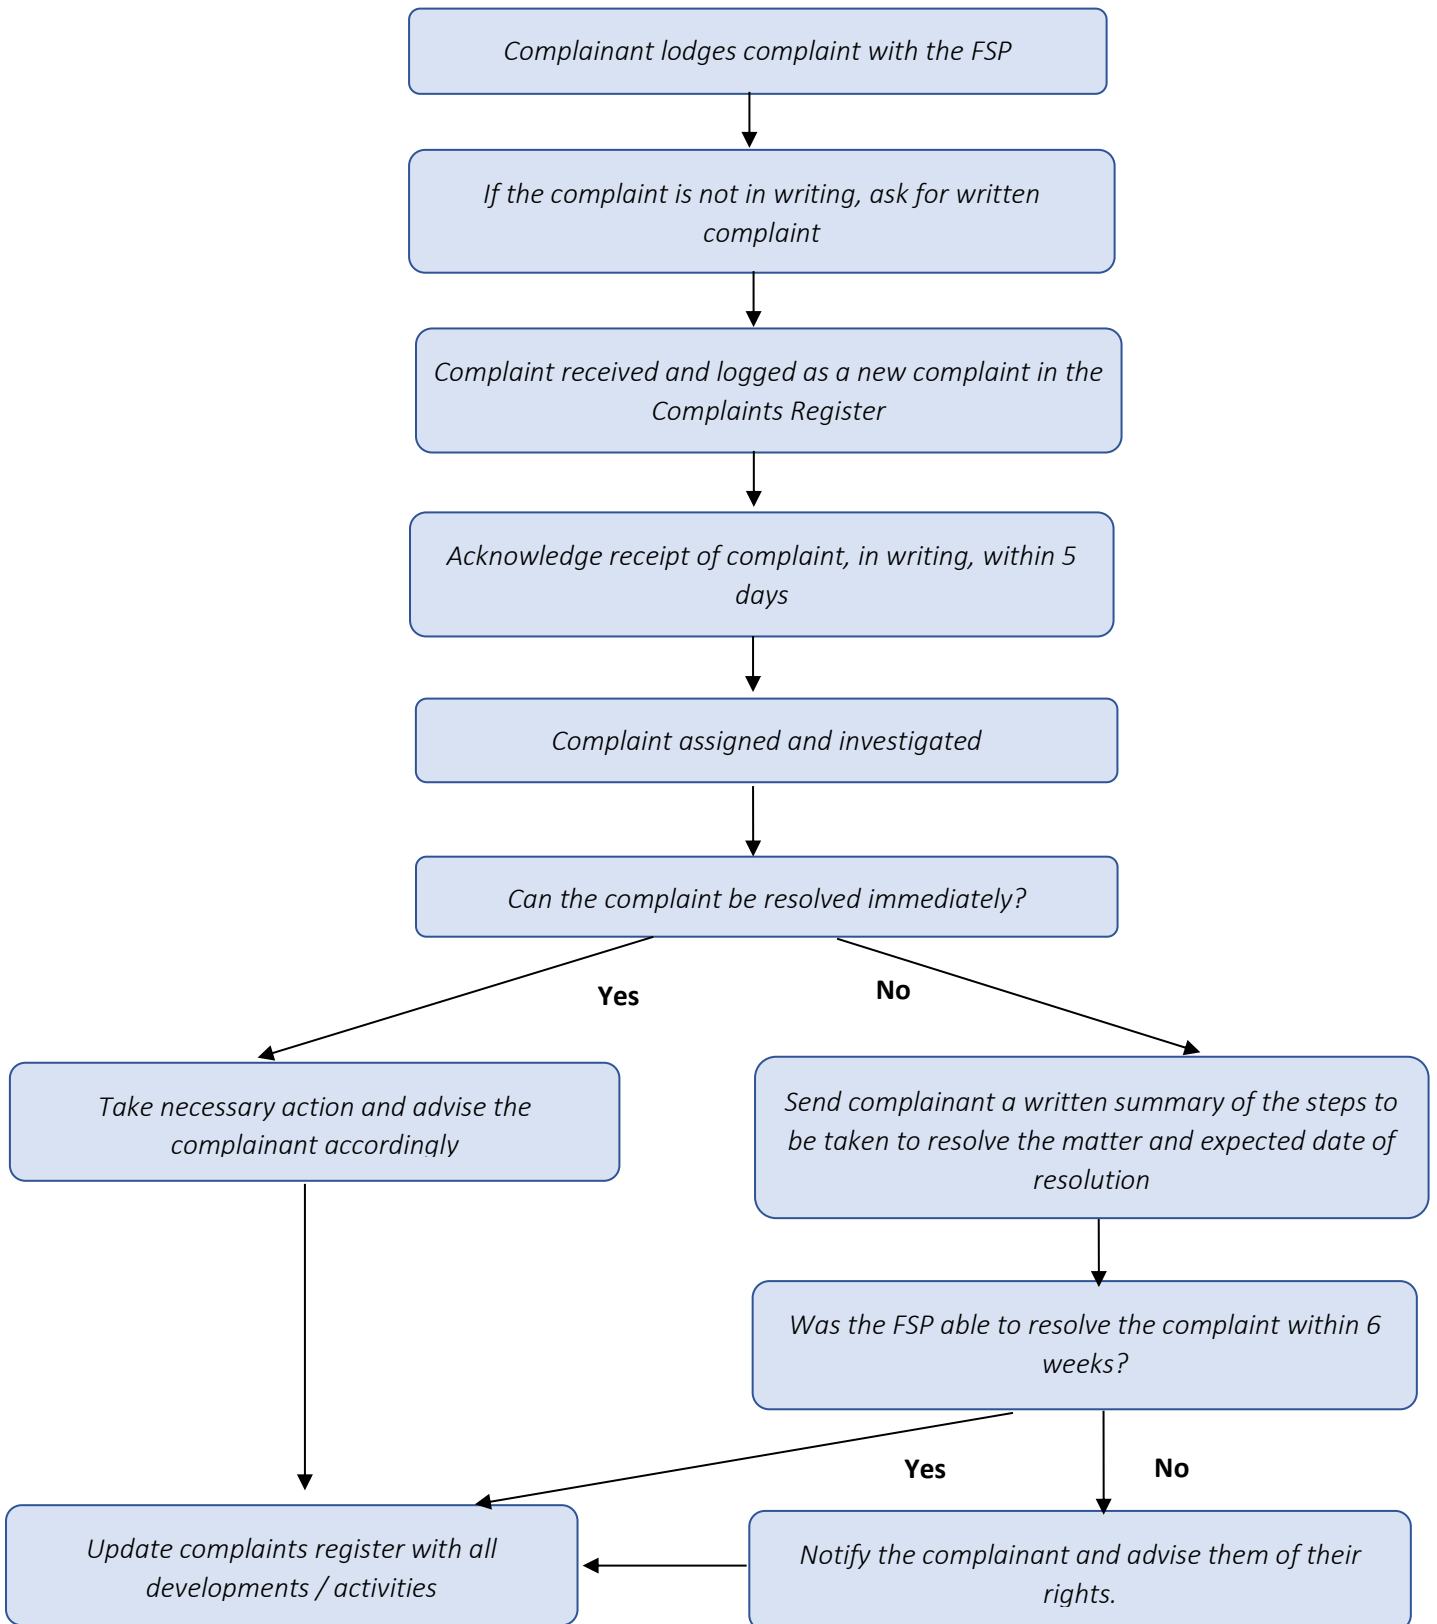 Complainant lodges complaint with the FSP
If the complaint is not in writing, ask for written
complaint
Complaint received and logged as a new complaint in the
Complaints Register
Acknowledge receipt of complaint, in writing, within 5
days
Complaint assigned and investigated
Can the complaint be resolved immediately?
Yes
No
Take necessary action and advise the
complainant accordingly
Send complainant a written summary of the steps to
be taken to resolve the matter and expected date of
resolution
Was the FSP able to resolve the complaint within 6
weeks?
Yes
No
Update complaints register with all
developments / activities
Notify the complainant and advise them of their
rights.